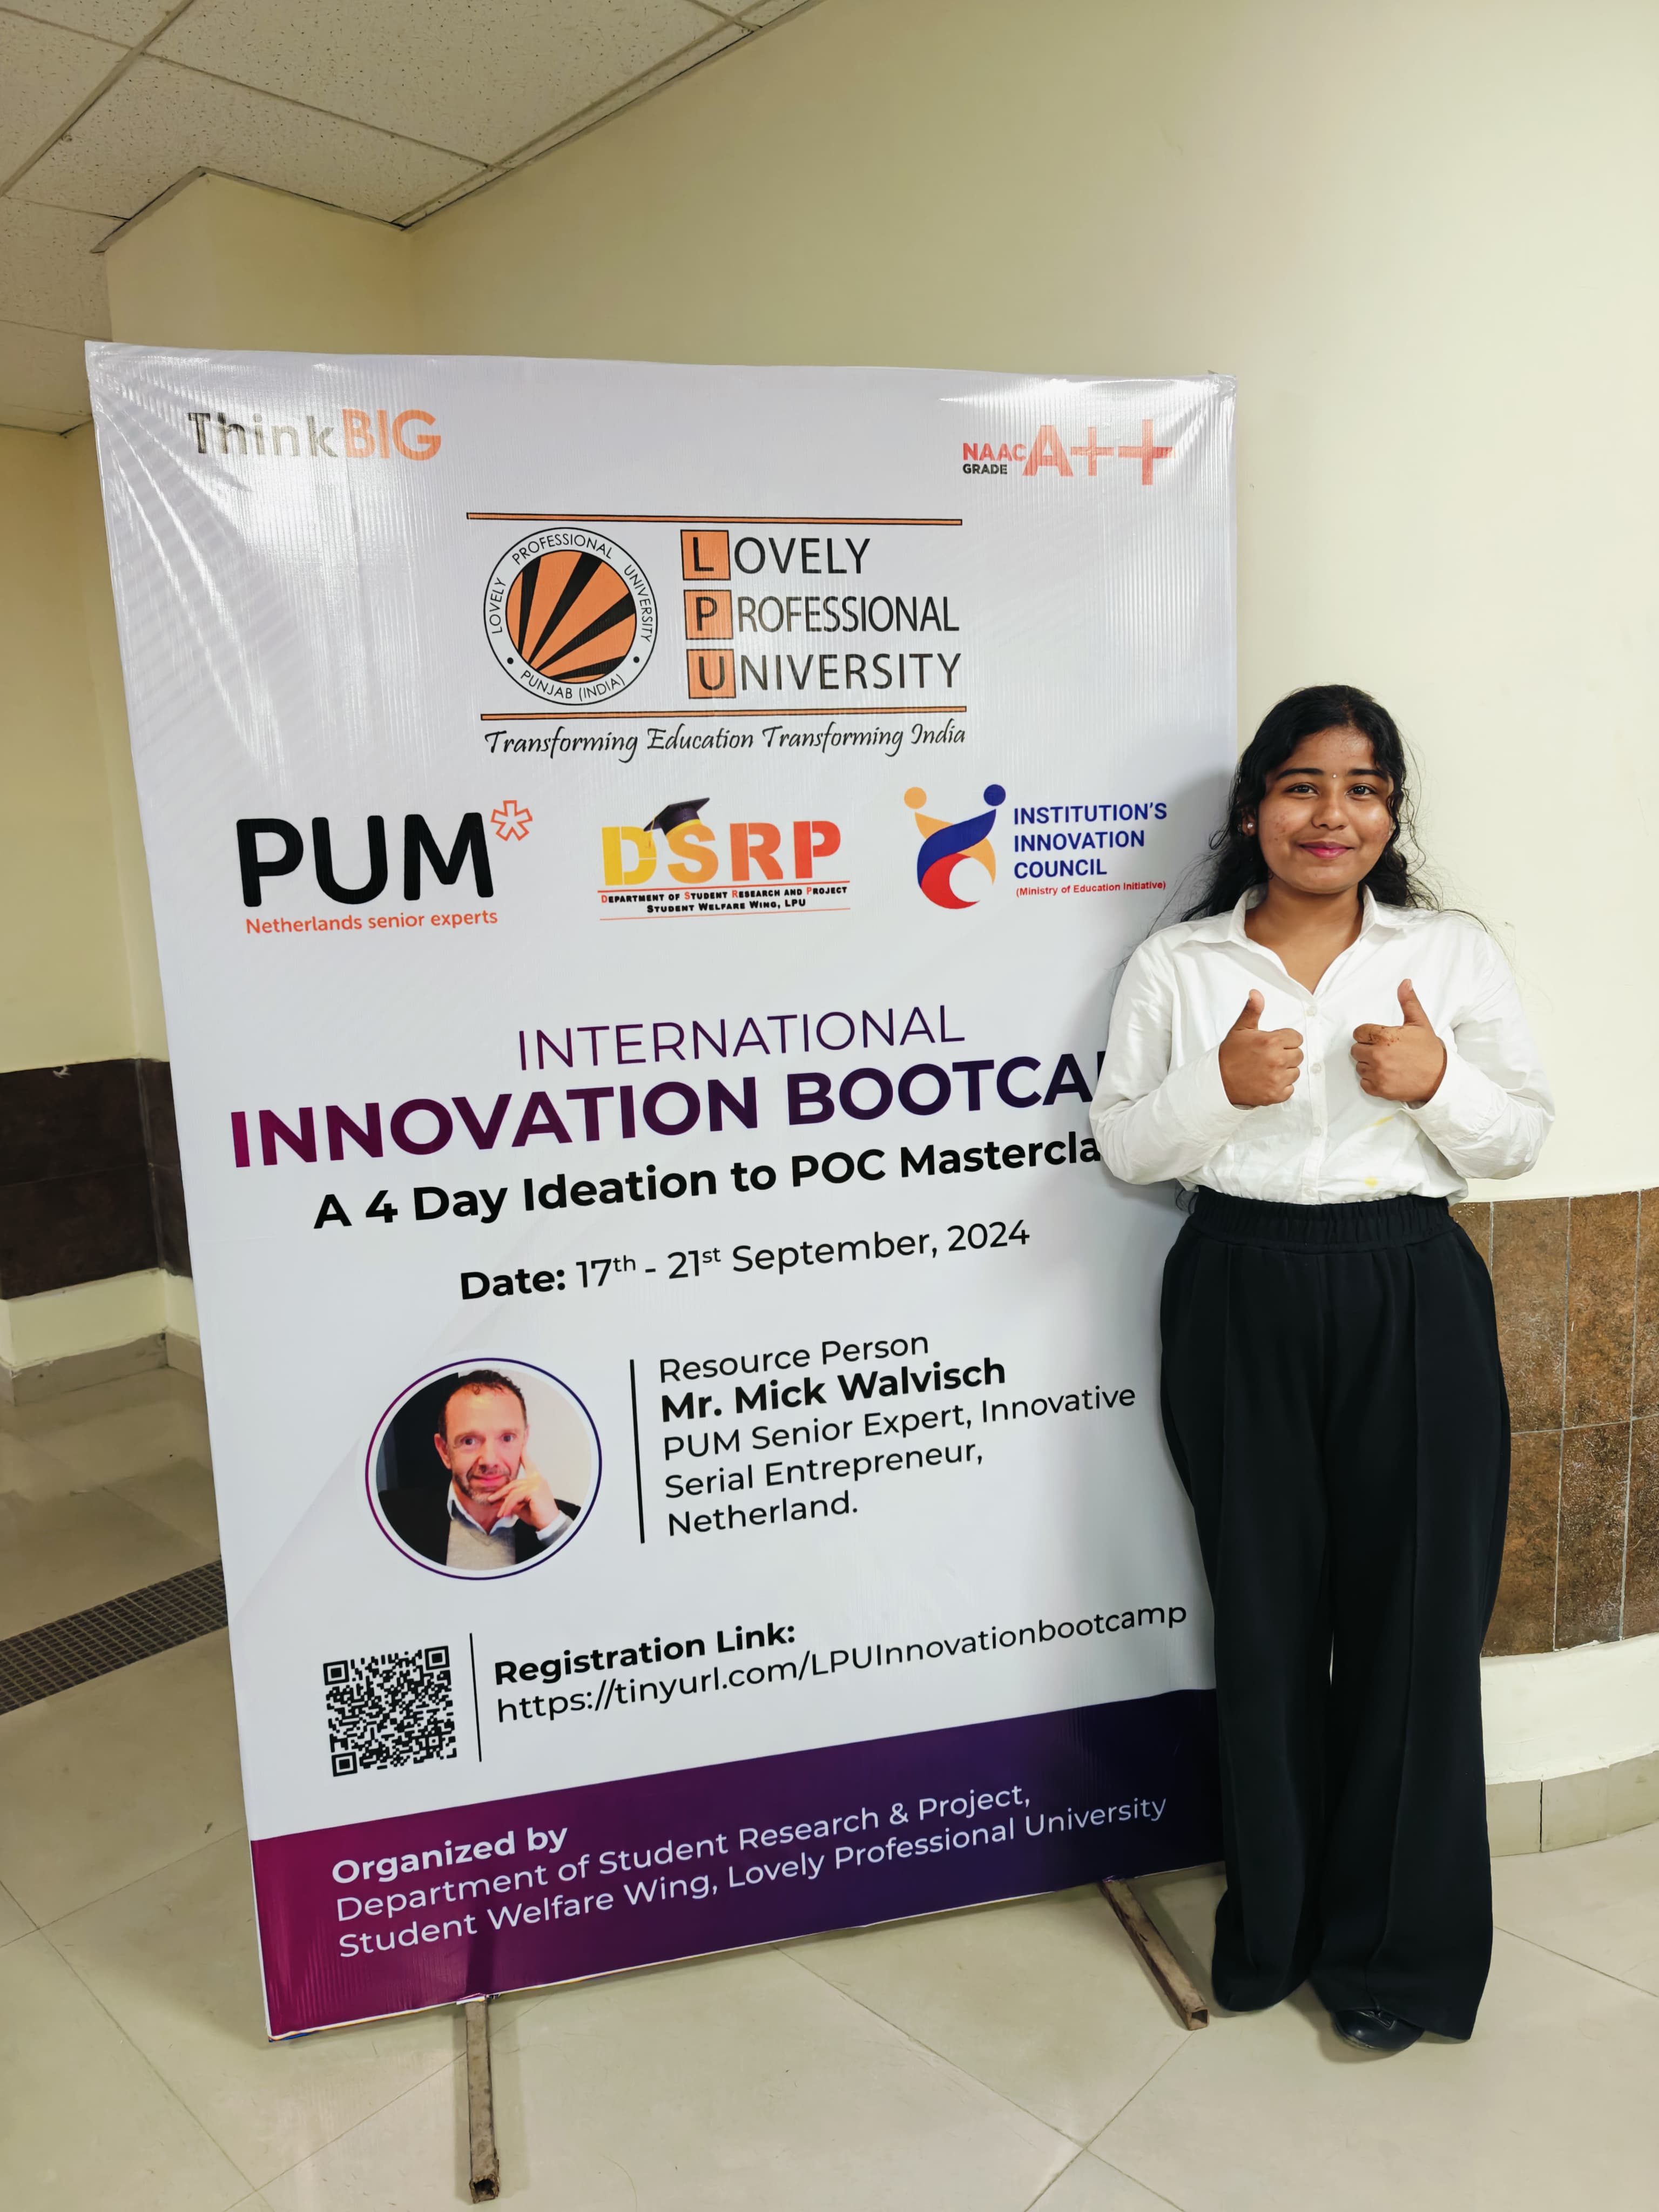 ThinkBIG
NAAC
GRADE A++
LOVELY PROFESSIONAL UNIVERSITY
PUNJAB (INDIA)
LOVELY
PROFESSIONAL
UNIVERSITY
Transforming Education Transforming India
PUM*
Netherlands senior experts
DSRP
DEPARTMENT OF STUDENT RESEARCH AND PROJECT
STUDENT WELFARE WING, LPU
INSTITUTION'S
INNOVATION
COUNCIL
(Ministry of Education Initiative)
INTERNATIONAL
INNOVATION BOOTCA
A 4 Day Ideation to POC Mastercla
Date: 17th - 21st September, 2024
Resource Person
Mr. Mick Walvisch
PUM Senior Expert, Innovative
Serial Entrepreneur,
Netherland.
Registration Link:
https://tinyurl.com/LPUInnovationbootcamp
Organized by
Department of Student Research & Project,
Student Welfare Wing, Lovely Professional University